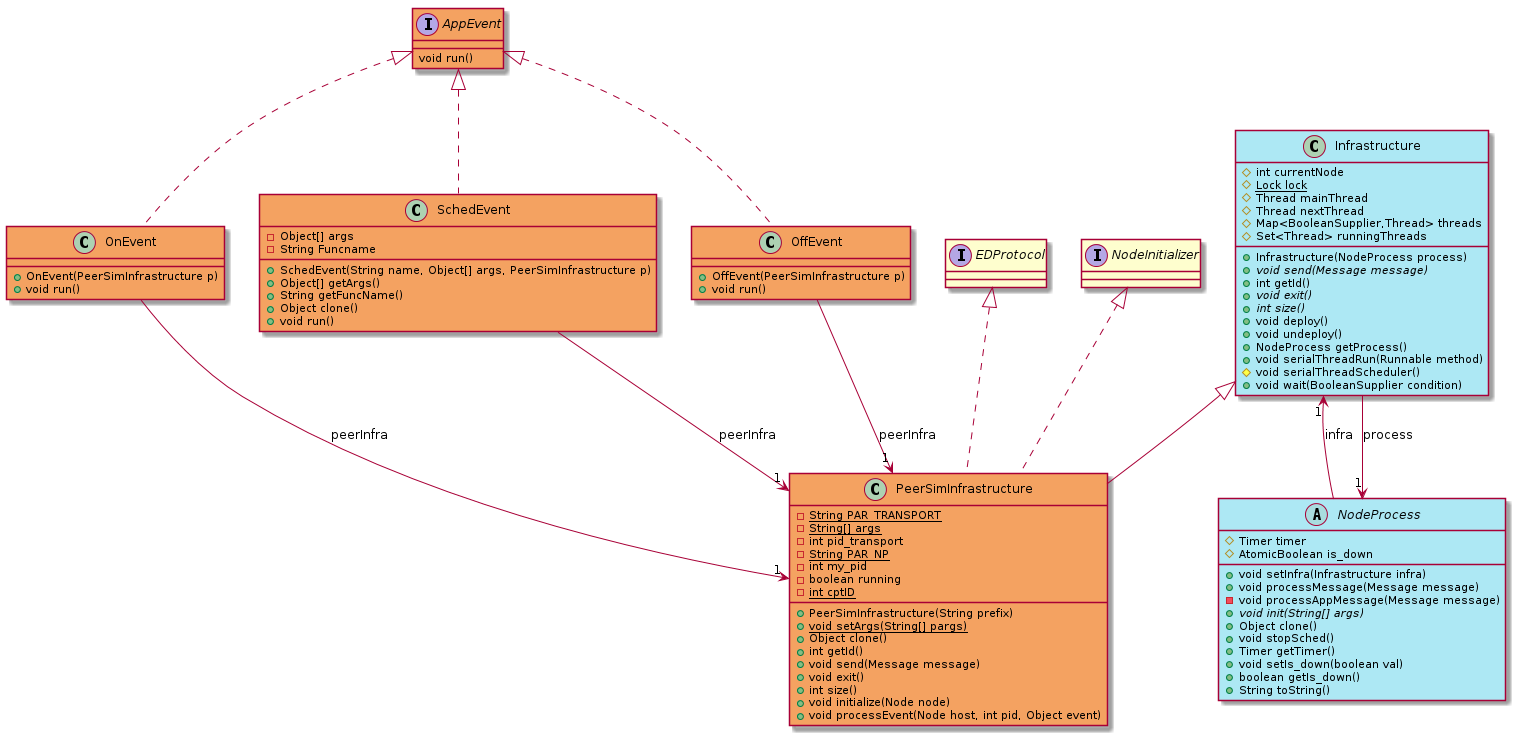 I AppEvent
void run()
C Infrastructure
int currentNode
Lock lock
Thread mainThread
Thread nextThread
Map<BooleanSupplier,Thread> threads
Set<Thread> runningThreads
Infrastructure(NodeProcess process)
void send(Message message)
int getId()
void exit()
int size()
void deploy()
void undeploy()
NodeProcess getProcess()
void serialThreadRun(Runnable method)
void serialThreadScheduler()
void wait(BooleanSupplier condition)
C OnEvent
OnEvent(PeerSimInfrastructure p)
void run()
C SchedEvent
Object[] args
String Funcname
SchedEvent(String name, Object[] args, PeerSimInfrastructure p)
Object[] getArgs()
String getFuncName()
Object clone()
void run()
C OffEvent
OffEvent(PeerSimInfrastructure p)
void run()
I EDProtocol
I NodeInitializer
peerInfra
1
peerInfra
1
peerInfra
1
1
infra
process
1
C PeerSimInfrastructure
String PAR_TRANSPORT
String[] args
int pid_transport
String PAR_NP
int my_pid
boolean running
int cptID
PeerSimInfrastructure(String prefix)
void setArgs(String[] pargs)
Object clone()
int getId()
void send(Message message)
void exit()
int size()
void initialize(Node node)
void processEvent(Node host, int pid, Object event)
A NodeProcess
Timer timer
AtomicBoolean is_down
void setInfra(Infrastructure infra)
void processMessage(Message message)
void processAppMessage(Message message)
void init(String[] args)
Object clone()
void stopSched()
Timer getTimer()
void setIs_down(boolean val)
boolean getIs_down()
String toString()